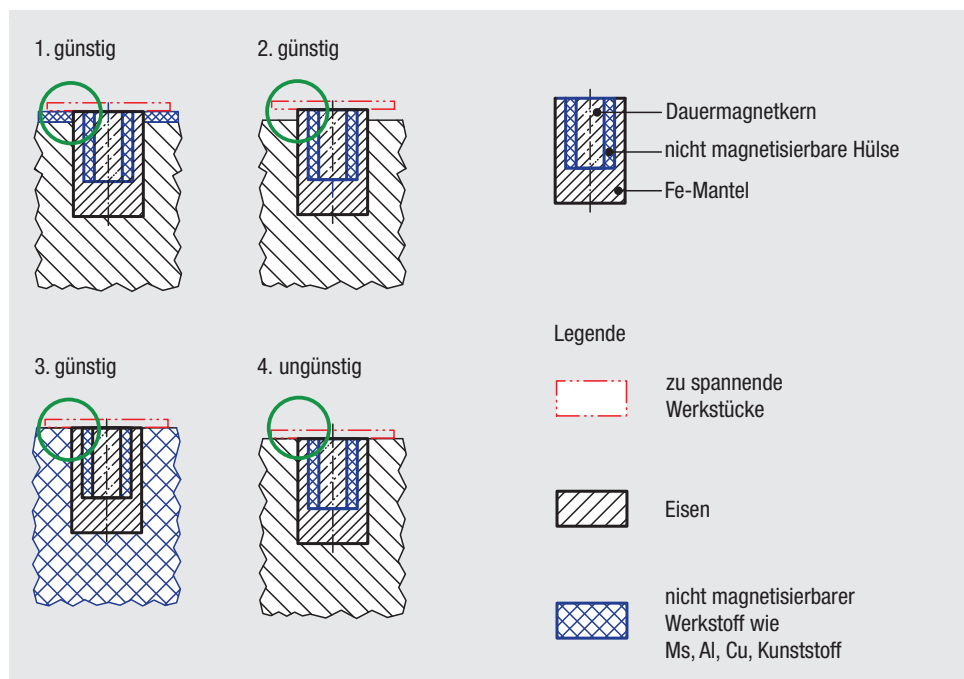 1. günstig
2. günstig
Dauermagnetkern
nicht magnetisierbare Hülse
Fe-Mantel
3. günstig
4. ungünstig
Legende
zu spannende
Werkstücke
Eisen
nicht magnetisierbarer
Werkstoff wie
Ms, Al, Cu, Kunststoff